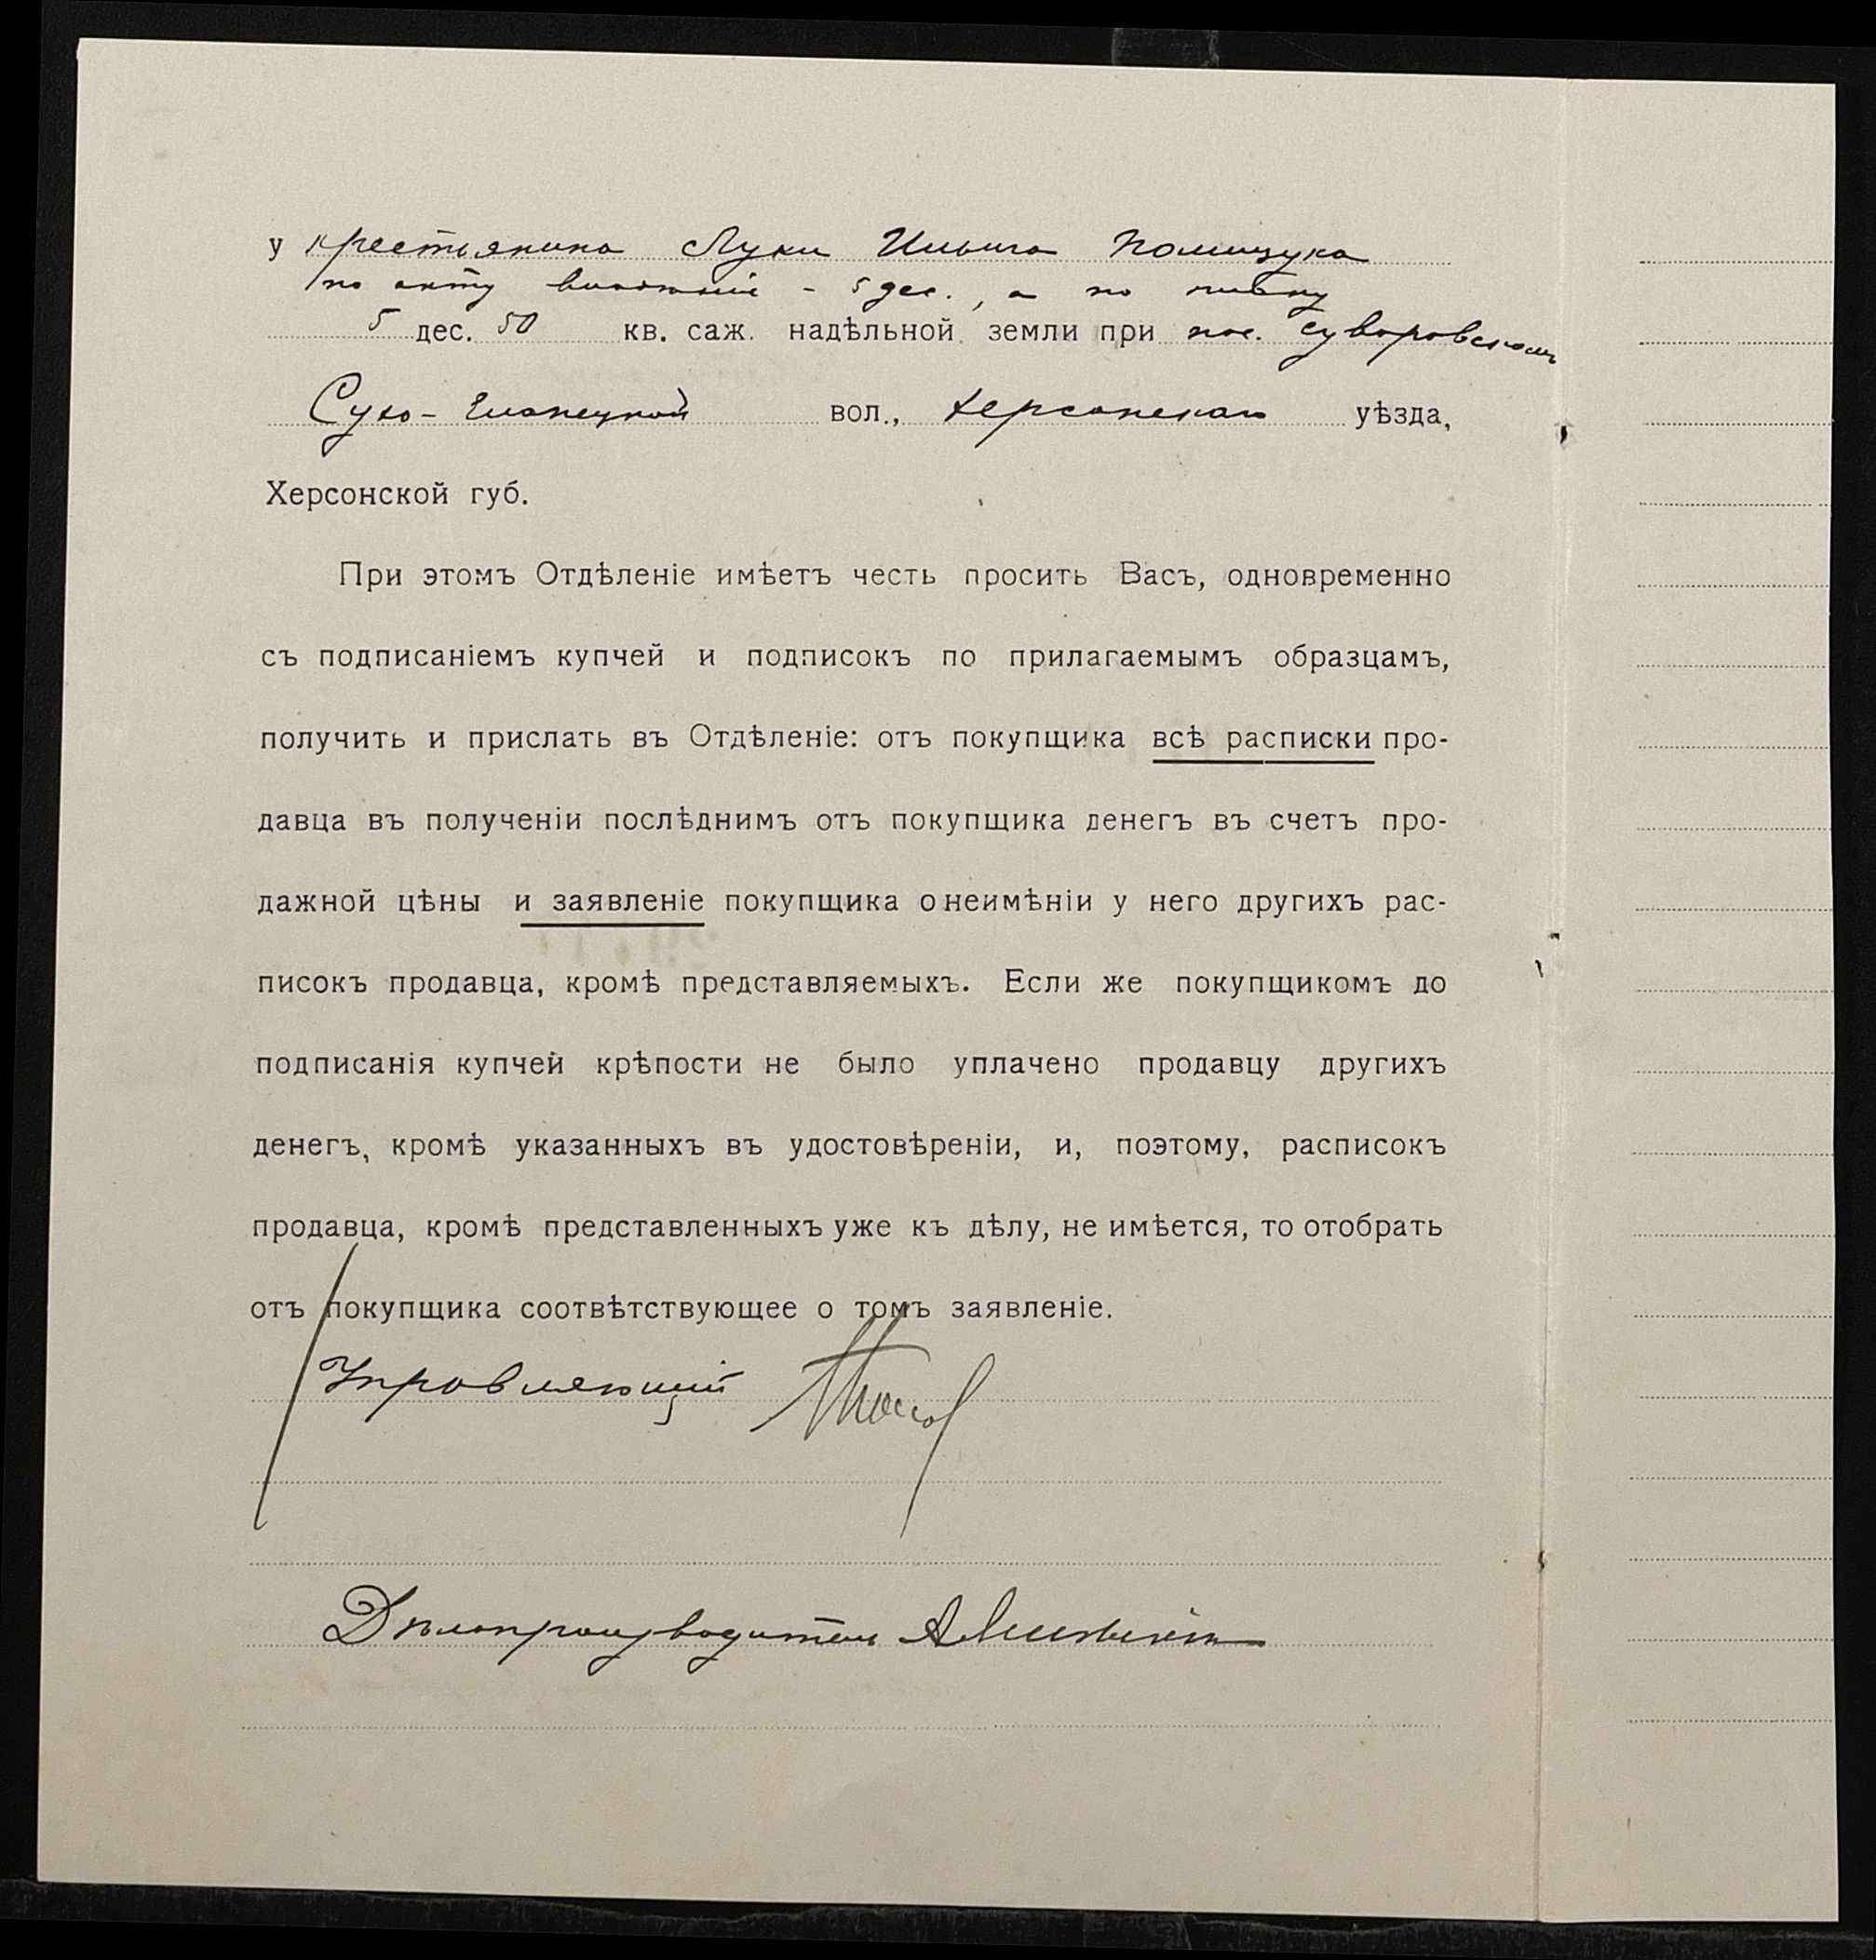 у крестьянина Луки Ильича Полищука
по акту владѣнія - 5 дес., а по плану
5 дес. 50 кв. саж. надѣльной земли при пос. Суворовскомъ
Сухо-Еланецкой вол., Херсонскаго уѣзда,
Херсонской губ.
При этомъ Отдѣленіе имѣетъ честь просить Васъ, одновременно
съ подписаніемъ купчей и подписокъ по прилагаемымъ образцамъ,
получить и прислать въ Отдѣленіе: отъ покупщика всѣ расписки про-
давца въ полученіи послѣднимъ отъ покупщика денегъ въ счетъ про-
дажной цѣны и заявленіе покупщика о неимѣніи у него другихъ рас-
писокъ продавца, кромѣ представляемыхъ. Если же покупщикомъ до
подписанія купчей крѣпости не было уплачено продавцу другихъ
денегъ, кромѣ указанныхъ въ удостовѣреніи, и, поэтому, расписокъ
продавца, кромѣ представленныхъ уже къ дѣлу, не имѣется, то отобрать
отъ покупщика соотвѣтствующее о томъ заявленіе.
Управляющій
Дѣлопроизводитель